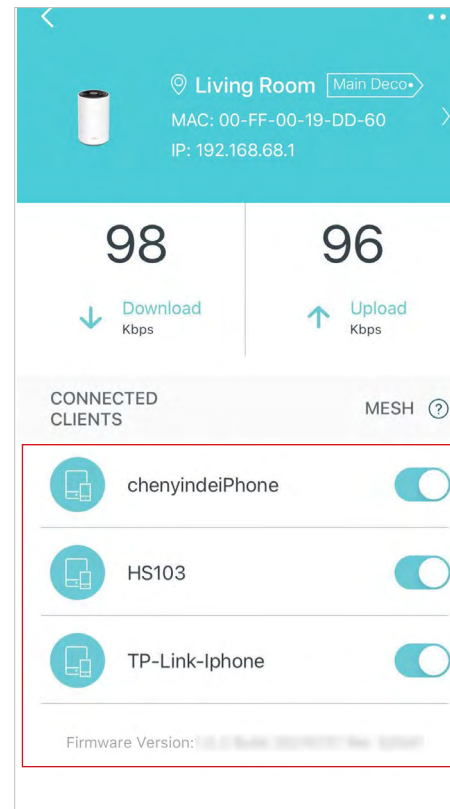 Living Room Main Deco
MAC: 00-FF-00-19-DD-60
IP: 192.168.68.1
98 96
Download Upload
Kbps Kbps
CONNECTED
CLIENTS
MESH ?
chenyindeiPhone
HS103
TP-Link-Iphone
Firmware Version: